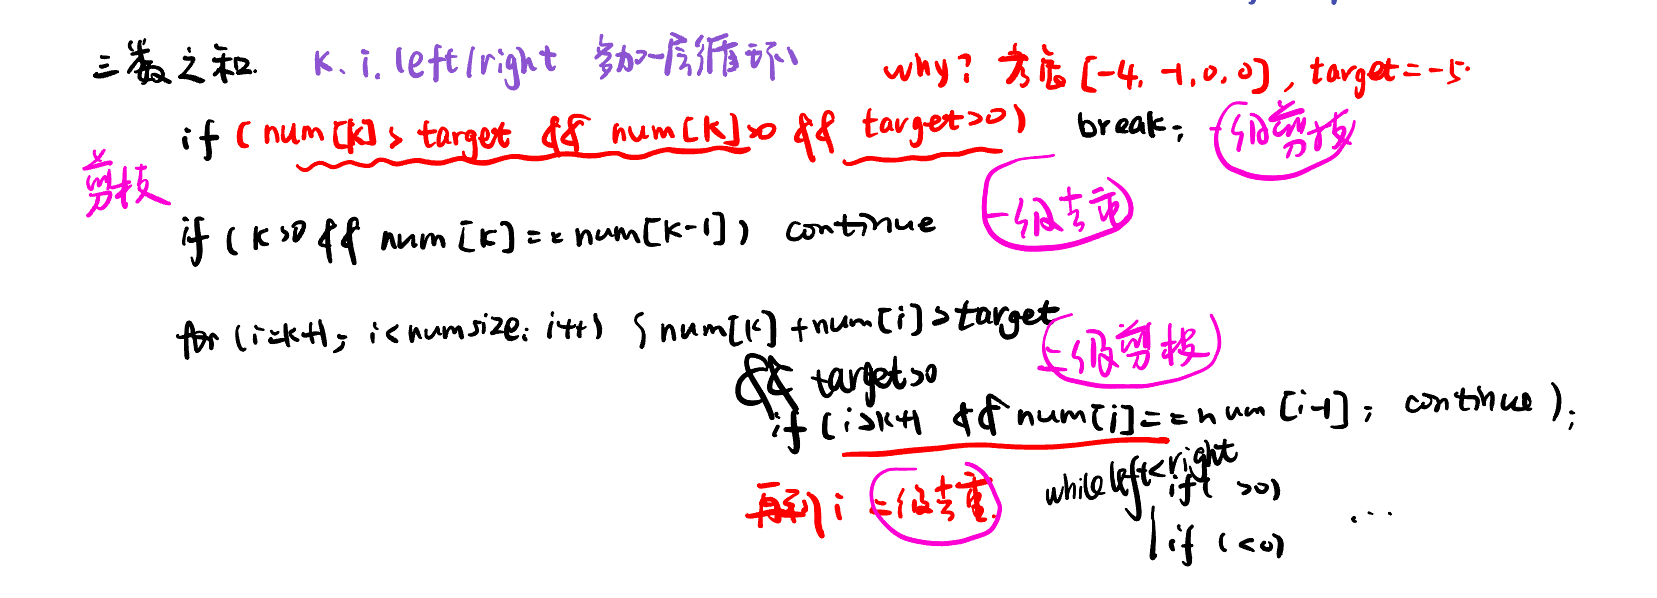 三数之和. k. i. left/right 多加一层循环 why? 考虑 [-4, -1, 0, 0], target = -5.
if (num[k] > target && num[k] >0 && target>0) break; 一级剪枝
剪枝
if (k>0 && num[k] == num[k-1]) continue 一级去重
for (i=k+1; i<numsize; i++) { num[k]+num[i] > target
&& target>0 二级剪枝
if (i>k+1 && num[i] == num[i-1]; continue );
i 二级去重 while left<right
if( >0)
if (<0) ...